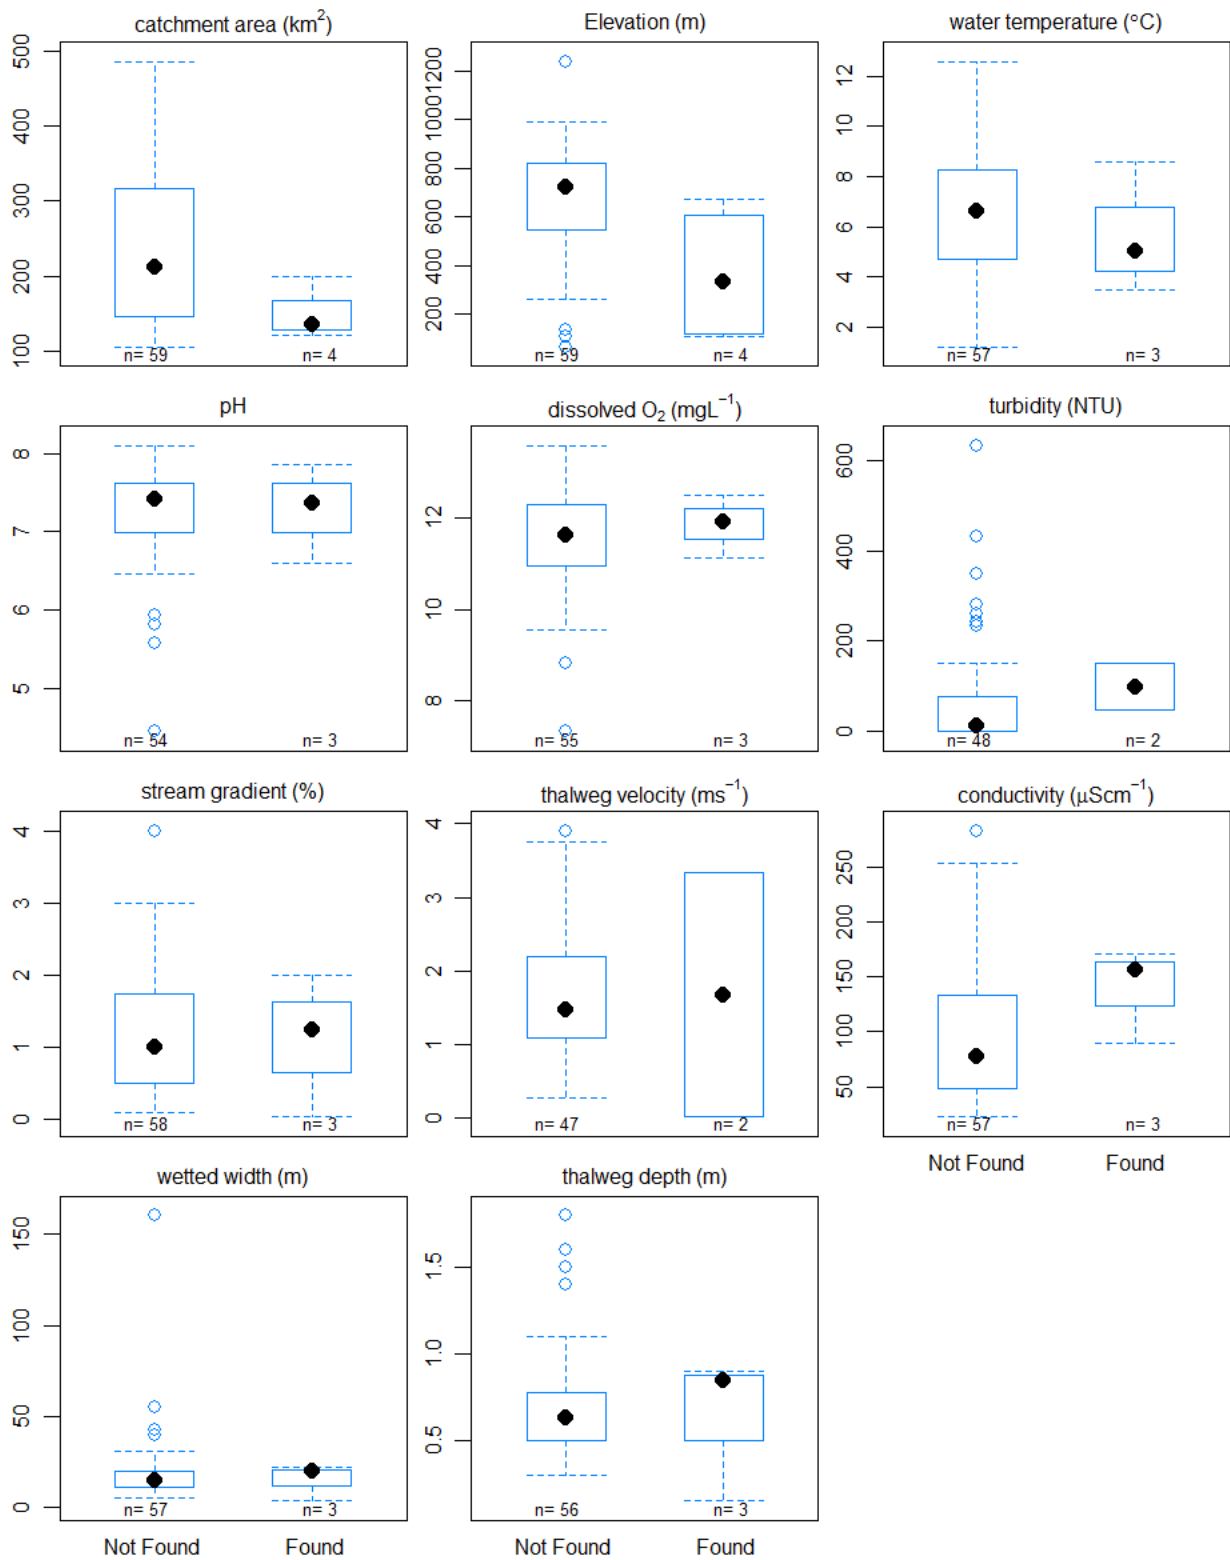 catchment area (km²)
Elevation (m)
water temperature (°C)
500
400
300
200
100
n= 59
n= 4
1200
1000
800
600
400
200
n= 59
n= 4
12
10
8
6
4
2
n= 57
n= 3
pH
dissolved O₂ (mgL⁻¹)
turbidity (NTU)
8
7
6
5
n= 54
n= 3
12
10
8
n= 55
n= 3
600
400
200
0
n= 48
n= 2
stream gradient (%)
thalweg velocity (ms⁻¹)
conductivity (μScm⁻¹)
4
3
2
1
0
n= 58
n= 3
4
3
2
1
0
n= 47
n= 2
250
200
150
100
50
n= 57
n= 3
Not Found
Found
wetted width (m)
thalweg depth (m)
150
100
50
0
n= 57
n= 3
1.5
1.0
0.5
n= 56
n= 3
Not Found
Found
Not Found
Found